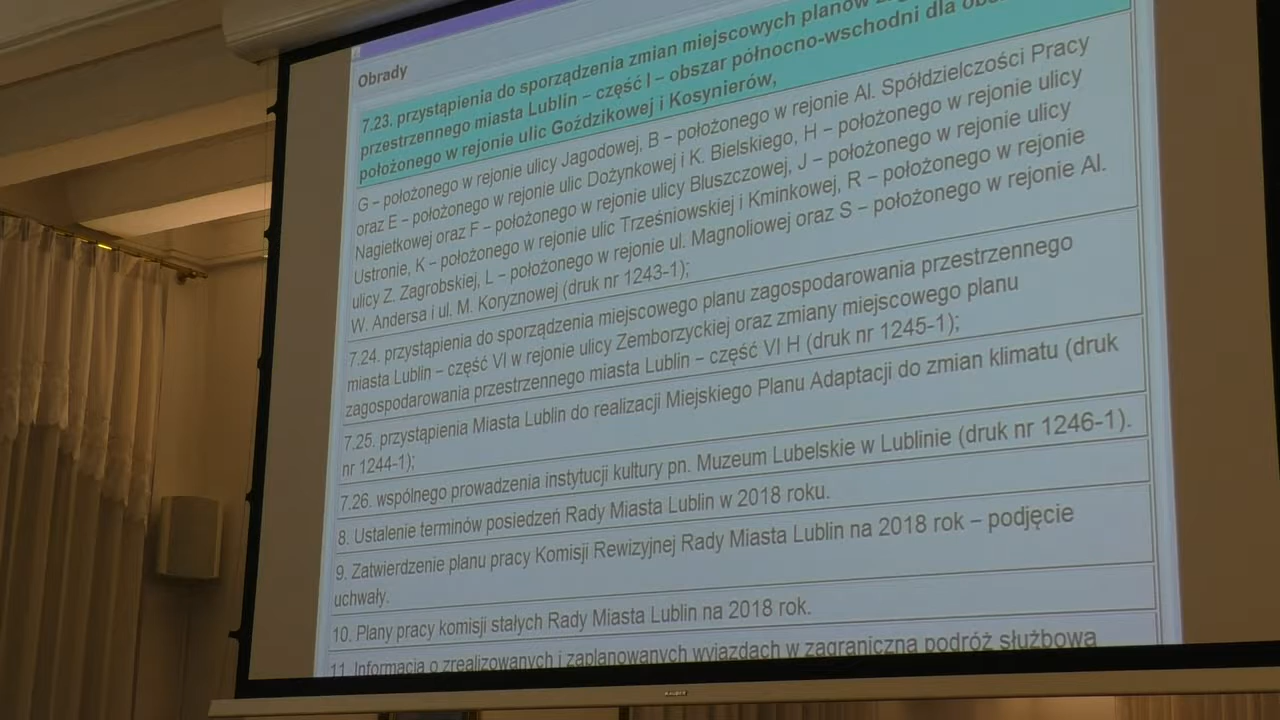 Obrady
7.23. przystąpienia do sporządzenia zmian miejscowych planów
przestrzennego miasta Lublin – część I – obszar północno-wschodni dla
położonego w rejonie ulic Goździkowej i Kosynierów,
G – położonego w rejonie ulicy Jagodowej, B – położonego w rejonie Al. Spółdzielczości Pracy
oraz E – położonego w rejonie ulic Dożynkowej i K. Bielskiego, H – położonego w rejonie ulicy
Nagietkowej oraz F – położonego w rejonie ulicy Bluszczowej, J – położonego w rejonie ulicy
Ustronie, K – położonego w rejonie ulic Trześniowskiej i Kminkowej, R – położonego w rejonie
ulicy Z. Zagrobskiej, L – położonego w rejonie ul. Magnoliowej oraz S – położonego w rejonie Al.
W. Andersa i ul. M. Koryznowej (druk nr 1243-1);
7.24. przystąpienia do sporządzenia miejscowego planu zagospodarowania przestrzennego
miasta Lublin – część VI w rejonie ulicy Zemborzyckiej oraz zmiany miejscowego planu
zagospodarowania przestrzennego miasta Lublin – część VI H (druk nr 1245-1);
7.25. przystąpienia Miasta Lublin do realizacji Miejskiego Planu Adaptacji do zmian klimatu (druk
nr 1244-1);
7.26. wspólnego prowadzenia instytucji kultury pn. Muzeum Lubelskie w Lublinie (druk nr 1246-1).
8. Ustalenie terminów posiedzeń Rady Miasta Lublin w 2018 roku.
9. Zatwierdzenie planu pracy Komisji Rewizyjnej Rady Miasta Lublin na 2018 rok – podjęcie
uchwały.
10. Plany pracy komisji stałych Rady Miasta Lublin na 2018 rok.
11. Informacja o zrealizowanych i zaplanowanych wyjazdach w zagraniczną podróż służbową